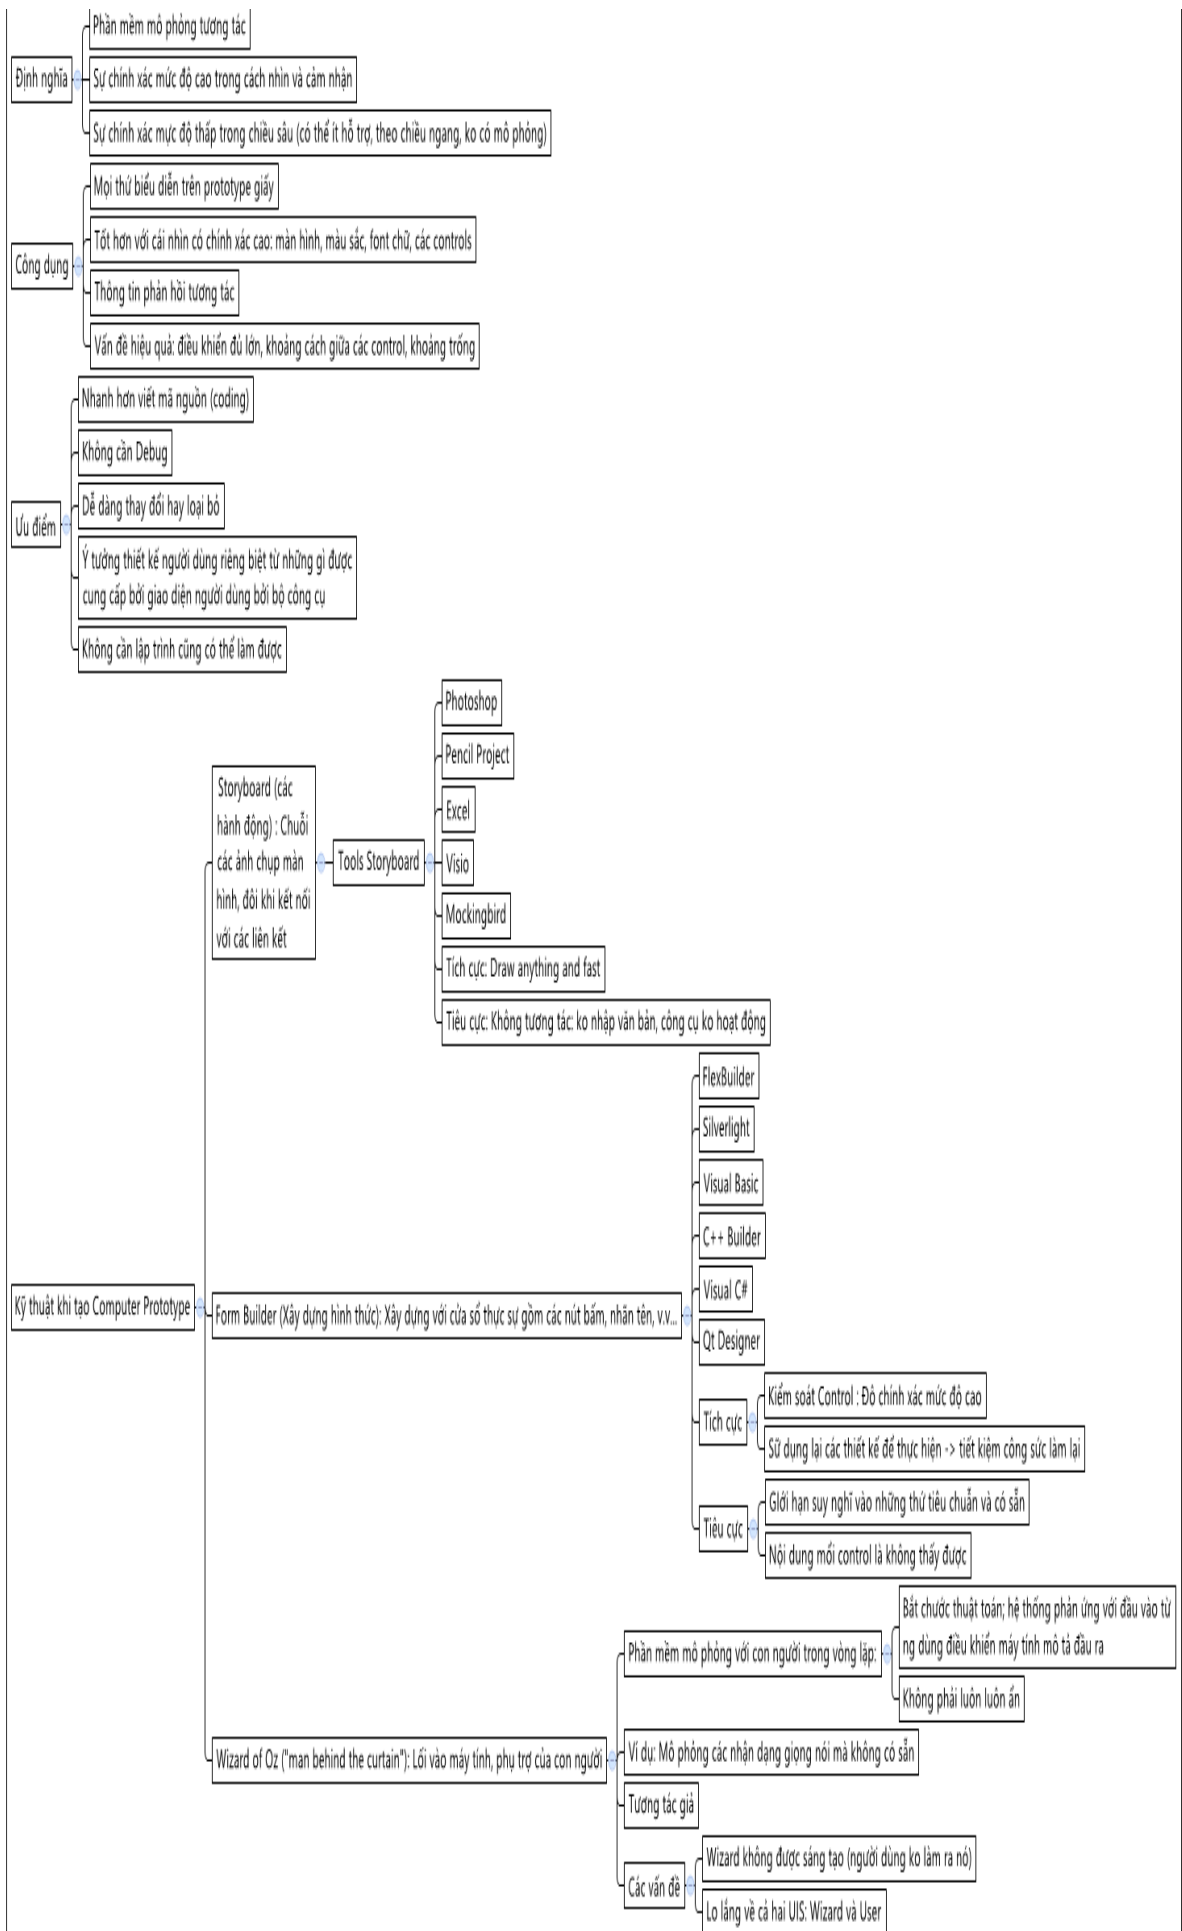 Phần mềm mô phỏng tương tác
Định nghĩa
Sự chính xác mức độ cao trong cách nhìn và cảm nhận
Sự chính xác mực độ thấp trong chiều sâu (có thể ít hỗ trợ, theo chiều ngang, ko có mô phỏng)
Mọi thứ biểu diễn trên prototype giấy
Tốt hơn với cái nhìn có chính xác cao: màn hình, màu sắc, font chữ, các controls
Công dụng
Thông tin phản hồi tương tác
Vấn đề hiệu quả: điều khiển đủ lớn, khoảng cách giữa các control, khoảng trống
Nhanh hơn viết mã nguồn (coding)
Không cần Debug
Dễ dàng thay đổi hay loại bỏ
Ưu điểm
Ý tưởng thiết kế người dùng riêng biệt từ những gì được
cung cấp bởi giao diện người dùng bởi bộ công cụ
Không cần lập trình cũng có thể làm được
Kỹ thuật khi tạo Computer Prototype
Storyboard (các
hành động) : Chuỗi
các ảnh chụp màn
hình, đôi khi kết nối
với các liên kết
Tools Storyboard
Photoshop
Pencil Project
Excel
Visio
Mockingbird
Tích cực: Draw anything and fast
Tiêu cực: Không tương tác: ko nhập văn bản, công cụ ko hoạt động
Form Builder (Xây dựng hình thức): Xây dựng với cửa sổ thực sự gồm các nút bấm, nhãn tên, v.v...
FlexBuilder
Silverlight
Visual Basic
C++ Builder
Visual C#
Qt Designer
Tích cực
Kiểm soát Control : Đô chính xác mức độ cao
Sữ dụng lại các thiết kế để thực hiện -> tiết kiệm công sức làm lại
Tiêu cực
Giới hạn suy nghĩ vào những thứ tiêu chuẩn và có sẵn
Nội dung mổi control là không thấy được
Wizard of Oz ("man behind the curtain"): Lổi vào máy tính, phụ trợ của con người
Phần mềm mô phỏng với con người trong vòng lặp:
Bắt chước thuật toán; hệ thống phản ứng với đầu vào từ
ng dùng điều khiển máy tính mô tả đầu ra
Không phải luôn luôn ẩn
Ví dụ: Mô phỏng các nhận dạng giọng nói mà không có sẵn
Tương tác giả
Các vấn đề
Wizard không được sáng tạo (người dùng ko làm ra nó)
Lo lắng về cả hai UIS: Wizard và User